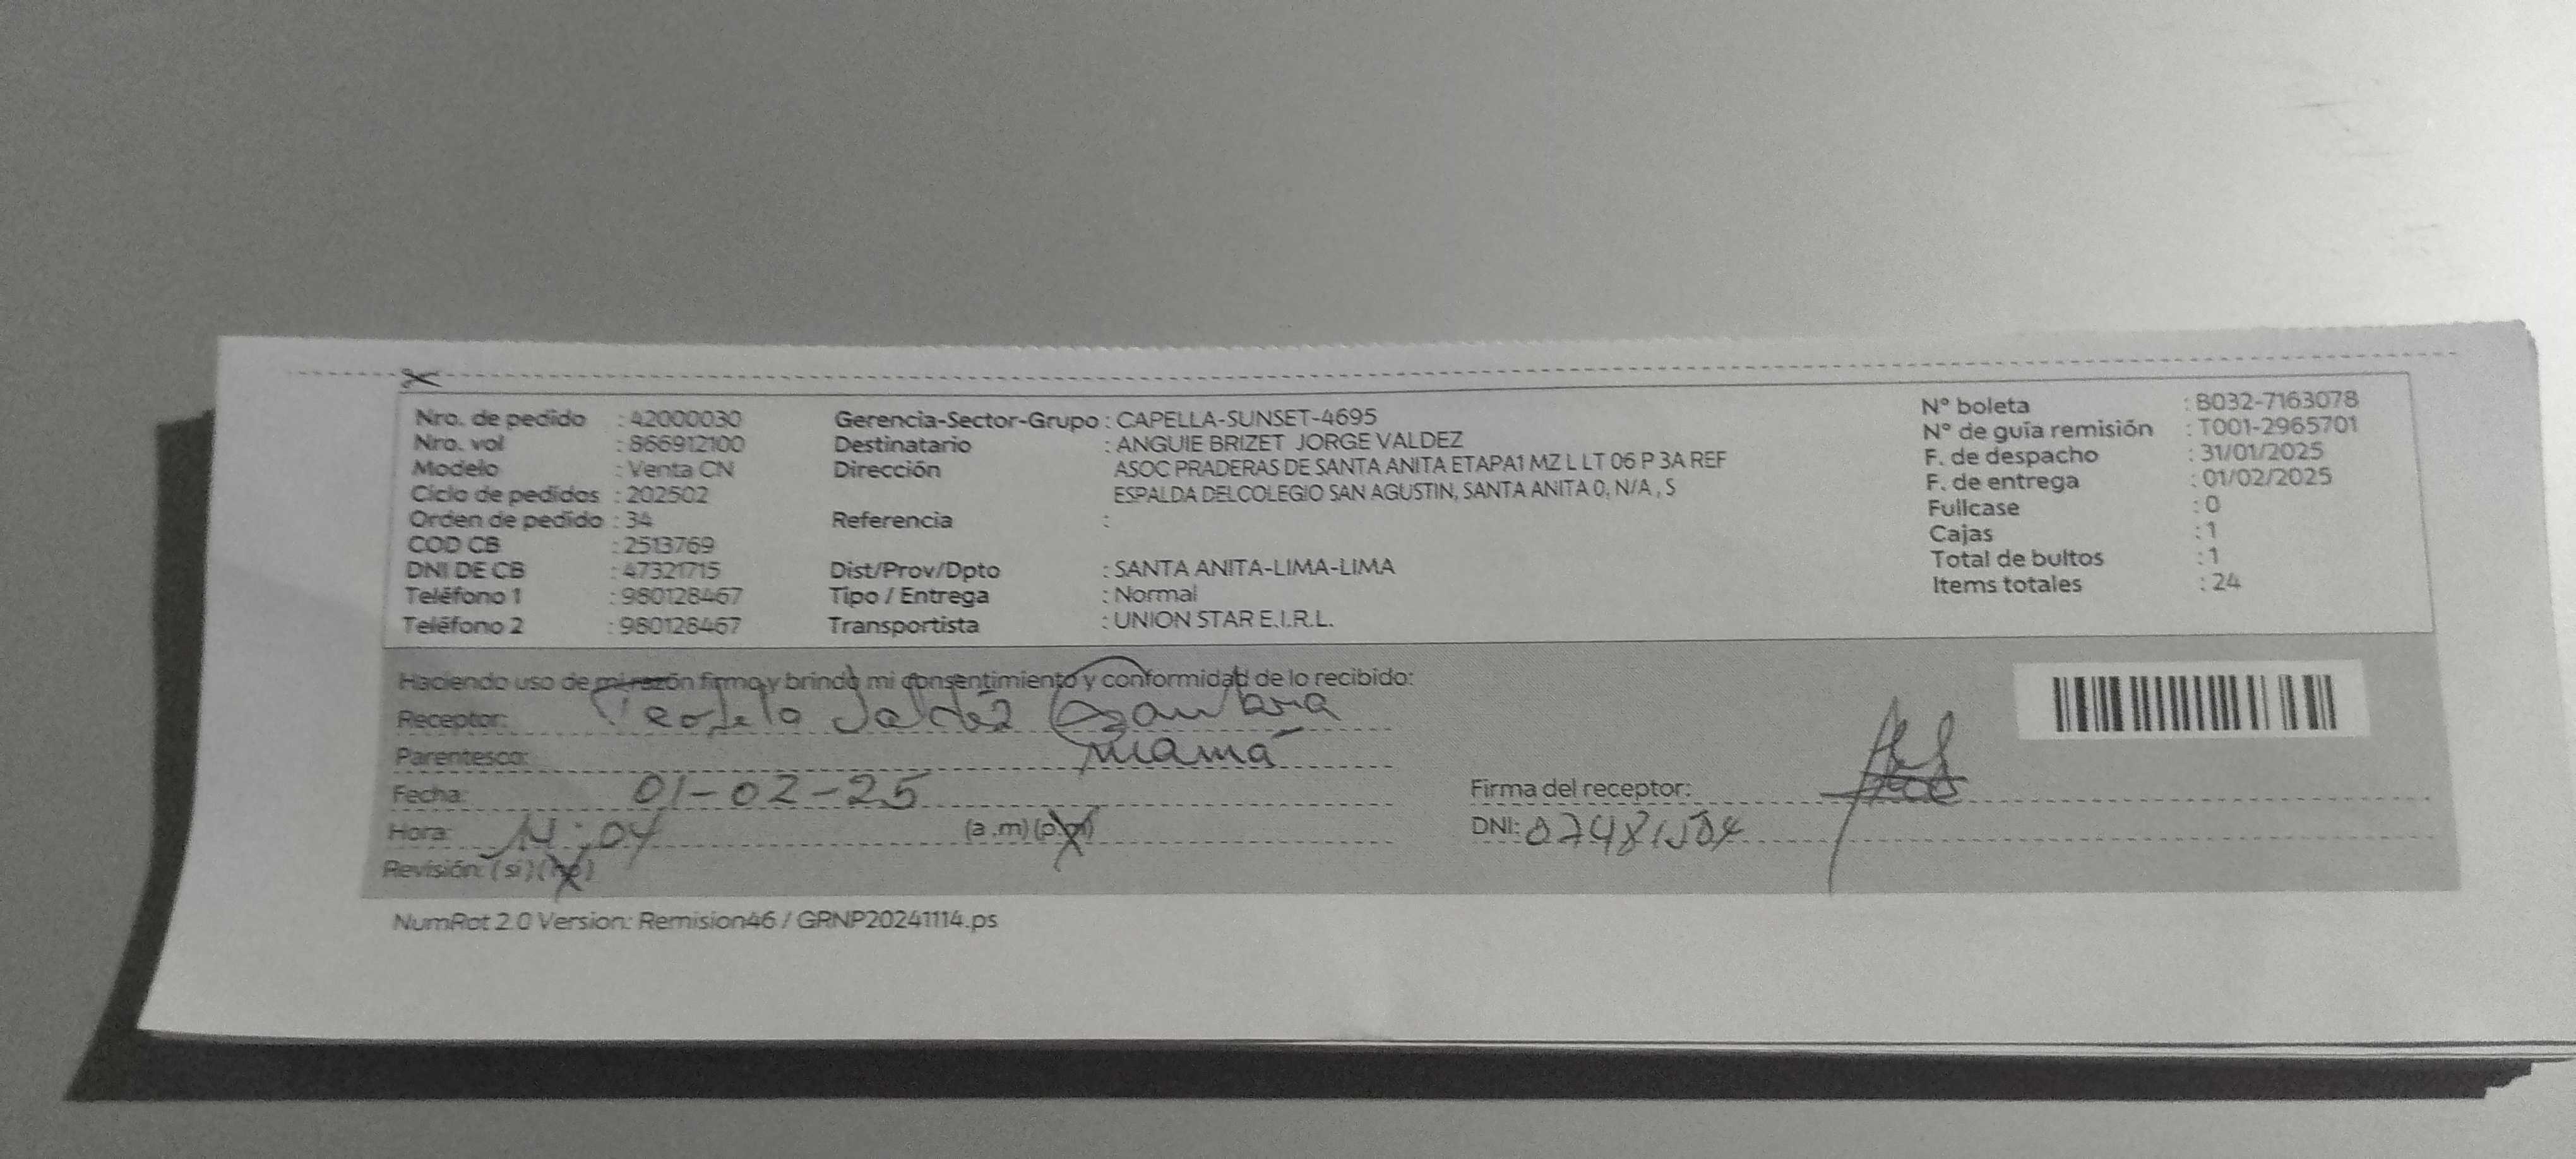 Nro. de pedido : 42000030
Nro. vol : 866912100
Modelo : Venta CN
Ciclo de pedidos : 202502
Orden de pedido : 34
COD CB : 2513769
DNI DE CB : 47321715
Teléfono 1 : 980128467
Teléfono 2 : 980128467
Gerencia-Sector-Grupo : CAPELLA-SUNSET-4695
Destinatario : ANGUIE BRIZET JORGE VALDEZ
Dirección ASOC PRADERAS DE SANTA ANITA ETAPA1 MZ L LT 06 P 3A REF
ESPALDA DELCOLEGIO SAN AGUSTIN, SANTA ANITA 0, N/A , S
Referencia :
Dist/Prov/Dpto : SANTA ANITA-LIMA-LIMA
Tipo / Entrega : Normal
Transportista : UNION STAR E.I.R.L.
N° boleta : B032-7163078
N° de guía remisión : T001-2965701
F. de despacho : 31/01/2025
F. de entrega : 01/02/2025
Fullcase : 0
Cajas : 1
Total de bultos : 1
Items totales : 24
Haciendo uso de mi razón firmo y brindo mi consentimiento y conformidad de lo recibido:
Receptor:
Parentesco: mamá
Fecha: 01-02-25
Hora: 14:04 (a.m) (p.m)
Revisión: (si) (no)
Firma del receptor:
DNI:
NumRot 2.0 Version: Remision46 / GRNP20241114.ps